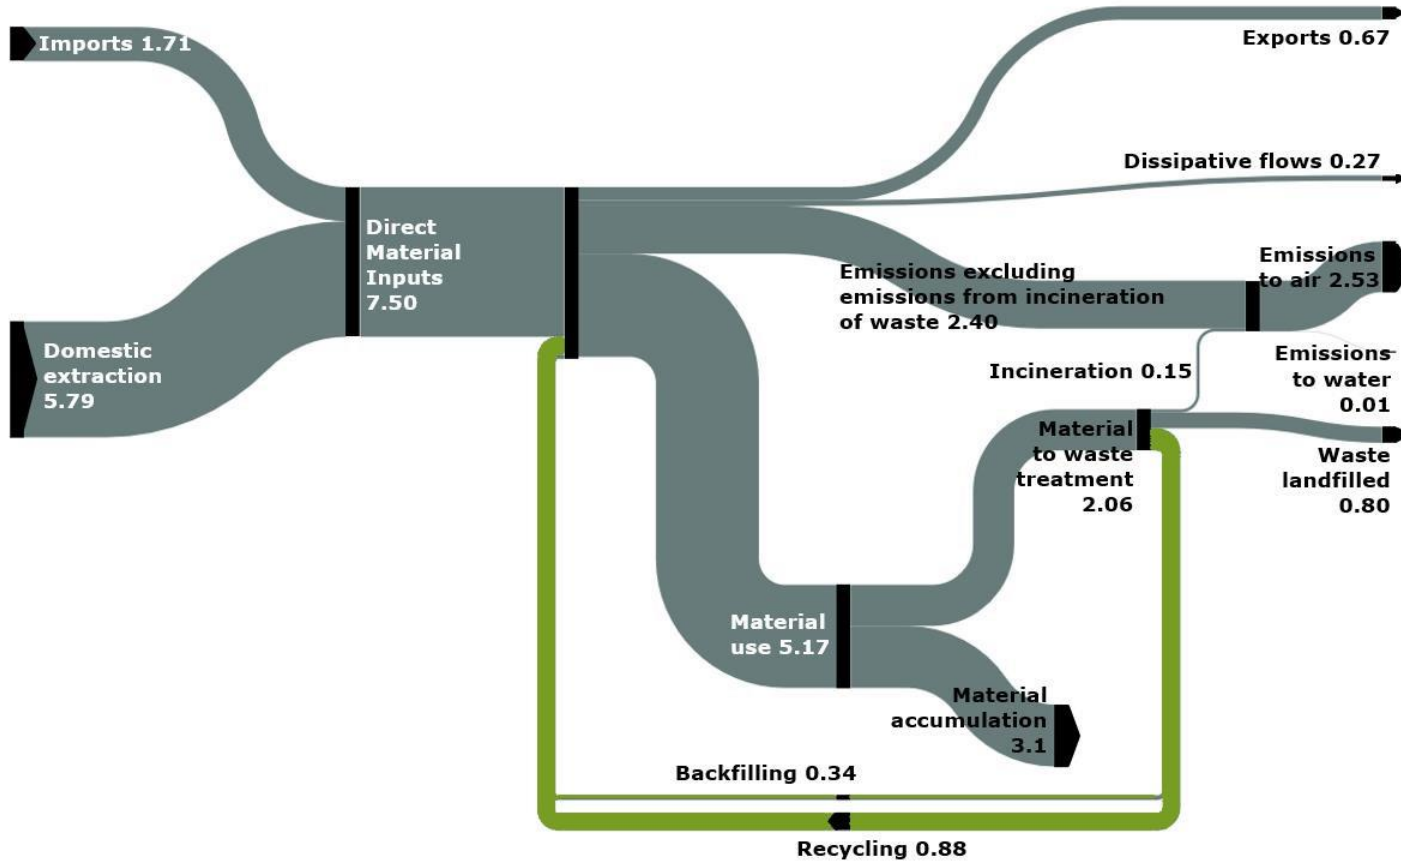 Imports 1.71
Exports 0.67
Dissipative flows 0.27
Direct
Material
Inputs
7.50
Emissions excluding
emissions from incineration
of waste 2.40
Emissions
to air 2.53
Domestic
extraction
5.79
Incineration 0.15
Emissions
to water
0.01
Material
to waste
treatment
2.06
Waste
landfilled
0.80
Material
use 5.17
Material
accumulation
3.1
Backfilling 0.34
Recycling 0.88